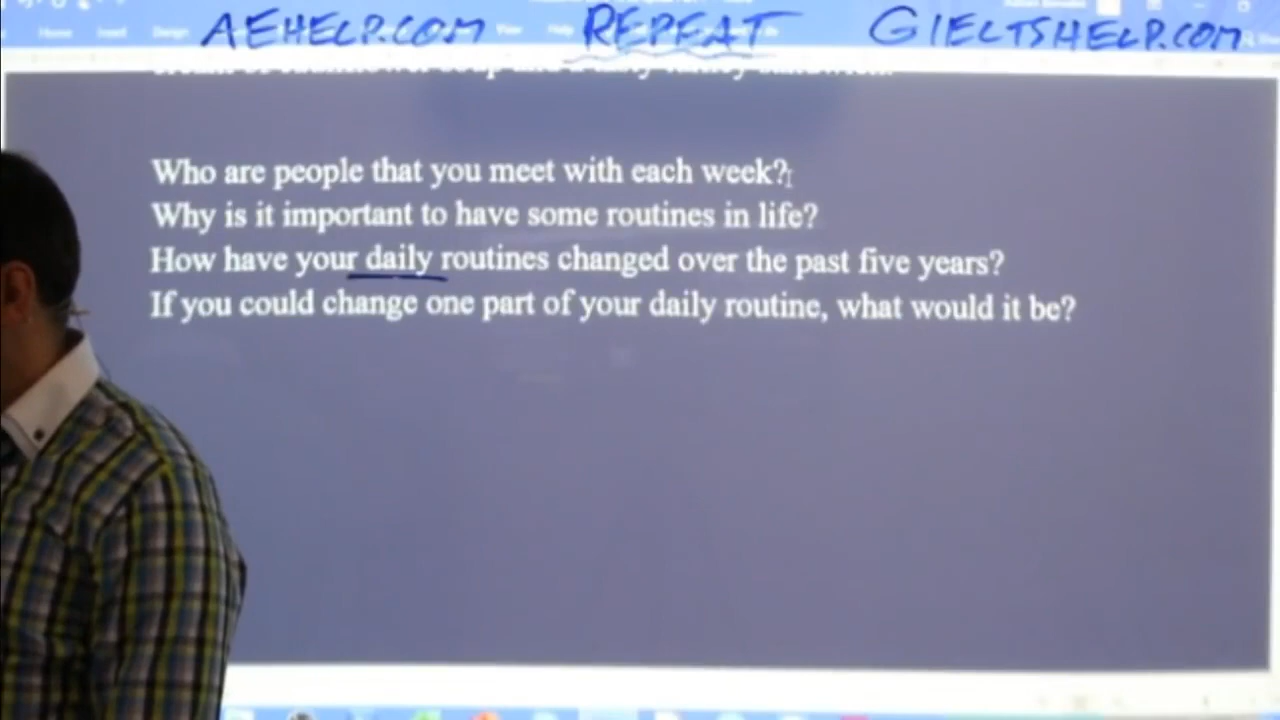 AEHELP.COM REPEAT GIELTSHELP.COM
Who are people that you meet with each week?
Why is it important to have some routines in life?
How have your daily routines changed over the past five years?
If you could change one part of your daily routine, what would it be?